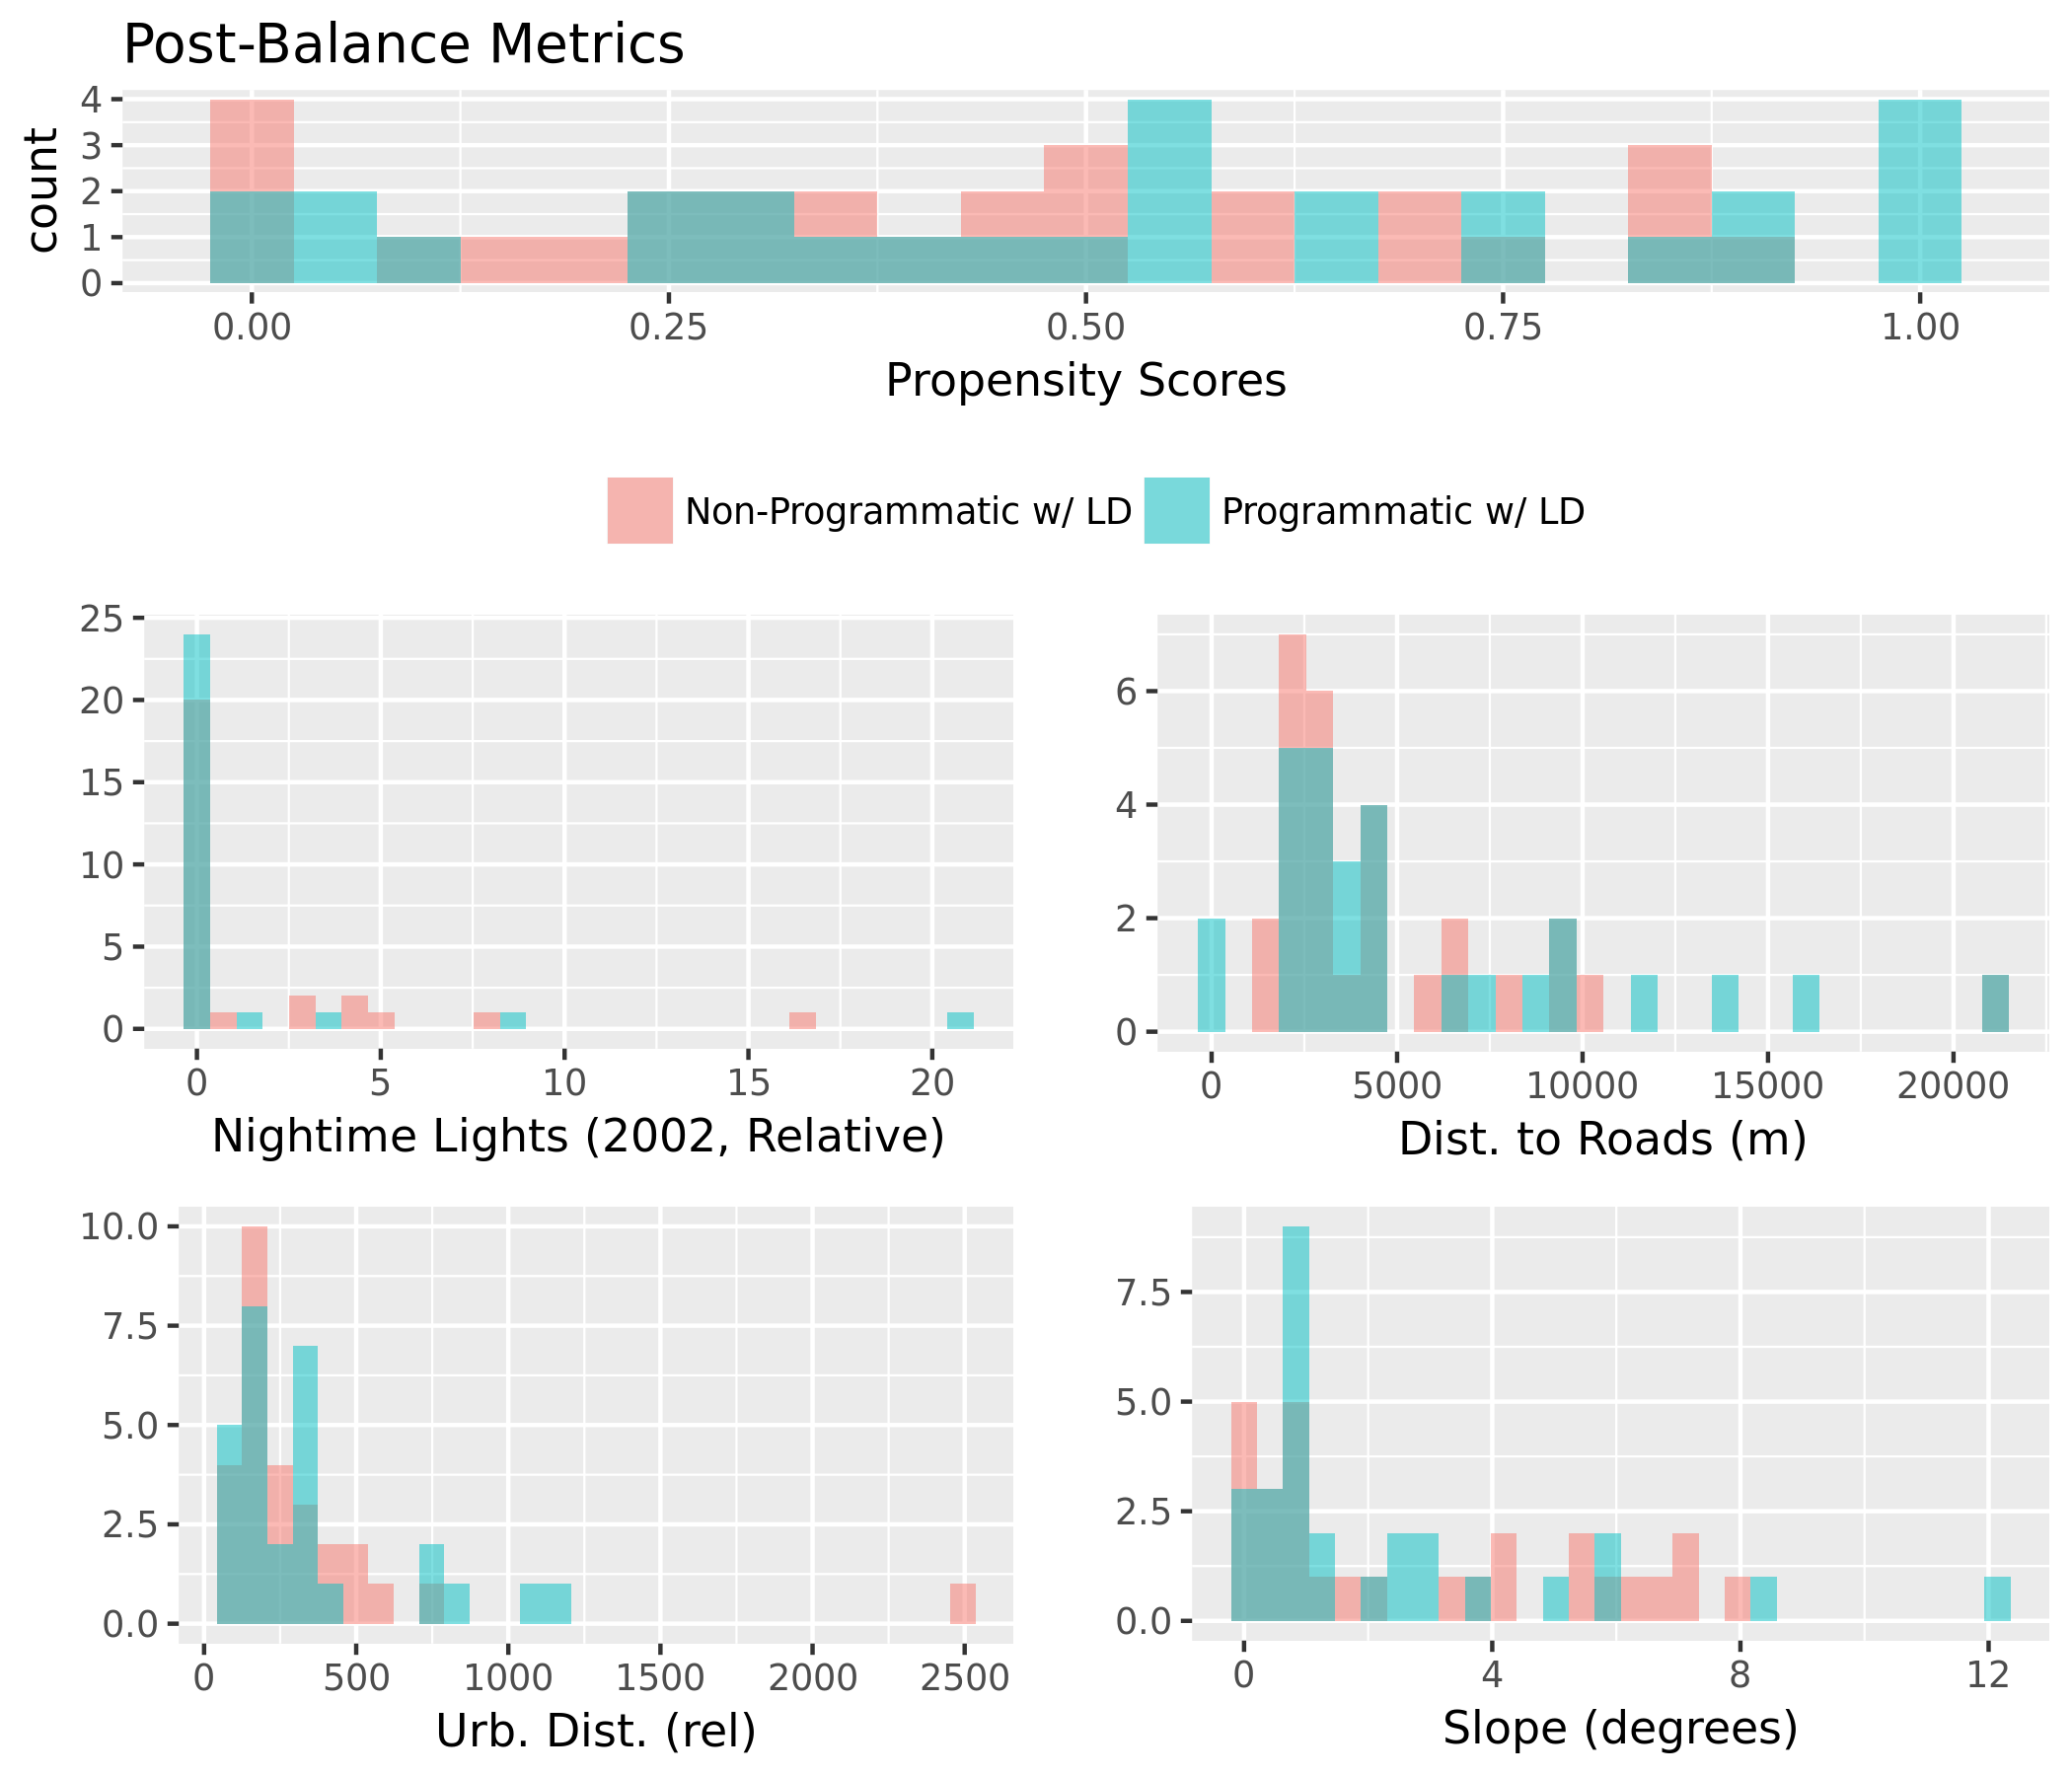 Post-Balance Metrics
count
4
3
2
1
0
0.00 0.25 0.50 0.75 1.00
Propensity Scores
Non-Programmatic w/ LD Programmatic w/ LD
25
20
15
10
5
0
0 5 10 15 20
Nightime Lights (2002, Relative)
6
4
2
0
0 5000 10000 15000 20000
Dist. to Roads (m)
10.0
7.5
5.0
2.5
0.0
0 500 1000 1500 2000 2500
Urb. Dist. (rel)
7.5
5.0
2.5
0.0
0 4 8 12
Slope (degrees)